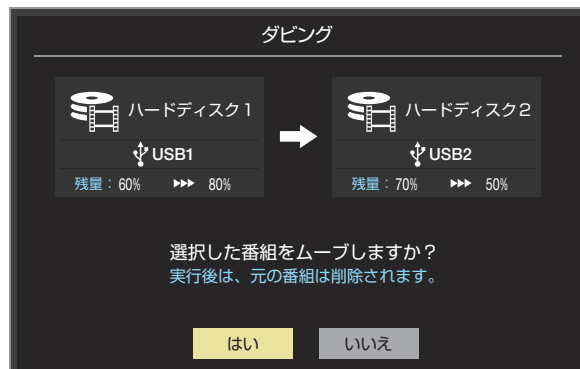 ダビング
ハードディスク1
USB1
残量：60% ▶▶▶ 80%
ハードディスク2
USB2
残量：70% ▶▶▶ 50%
選択した番組をムーブしますか？
実行後は、元の番組は削除されます。
はい
いいえ